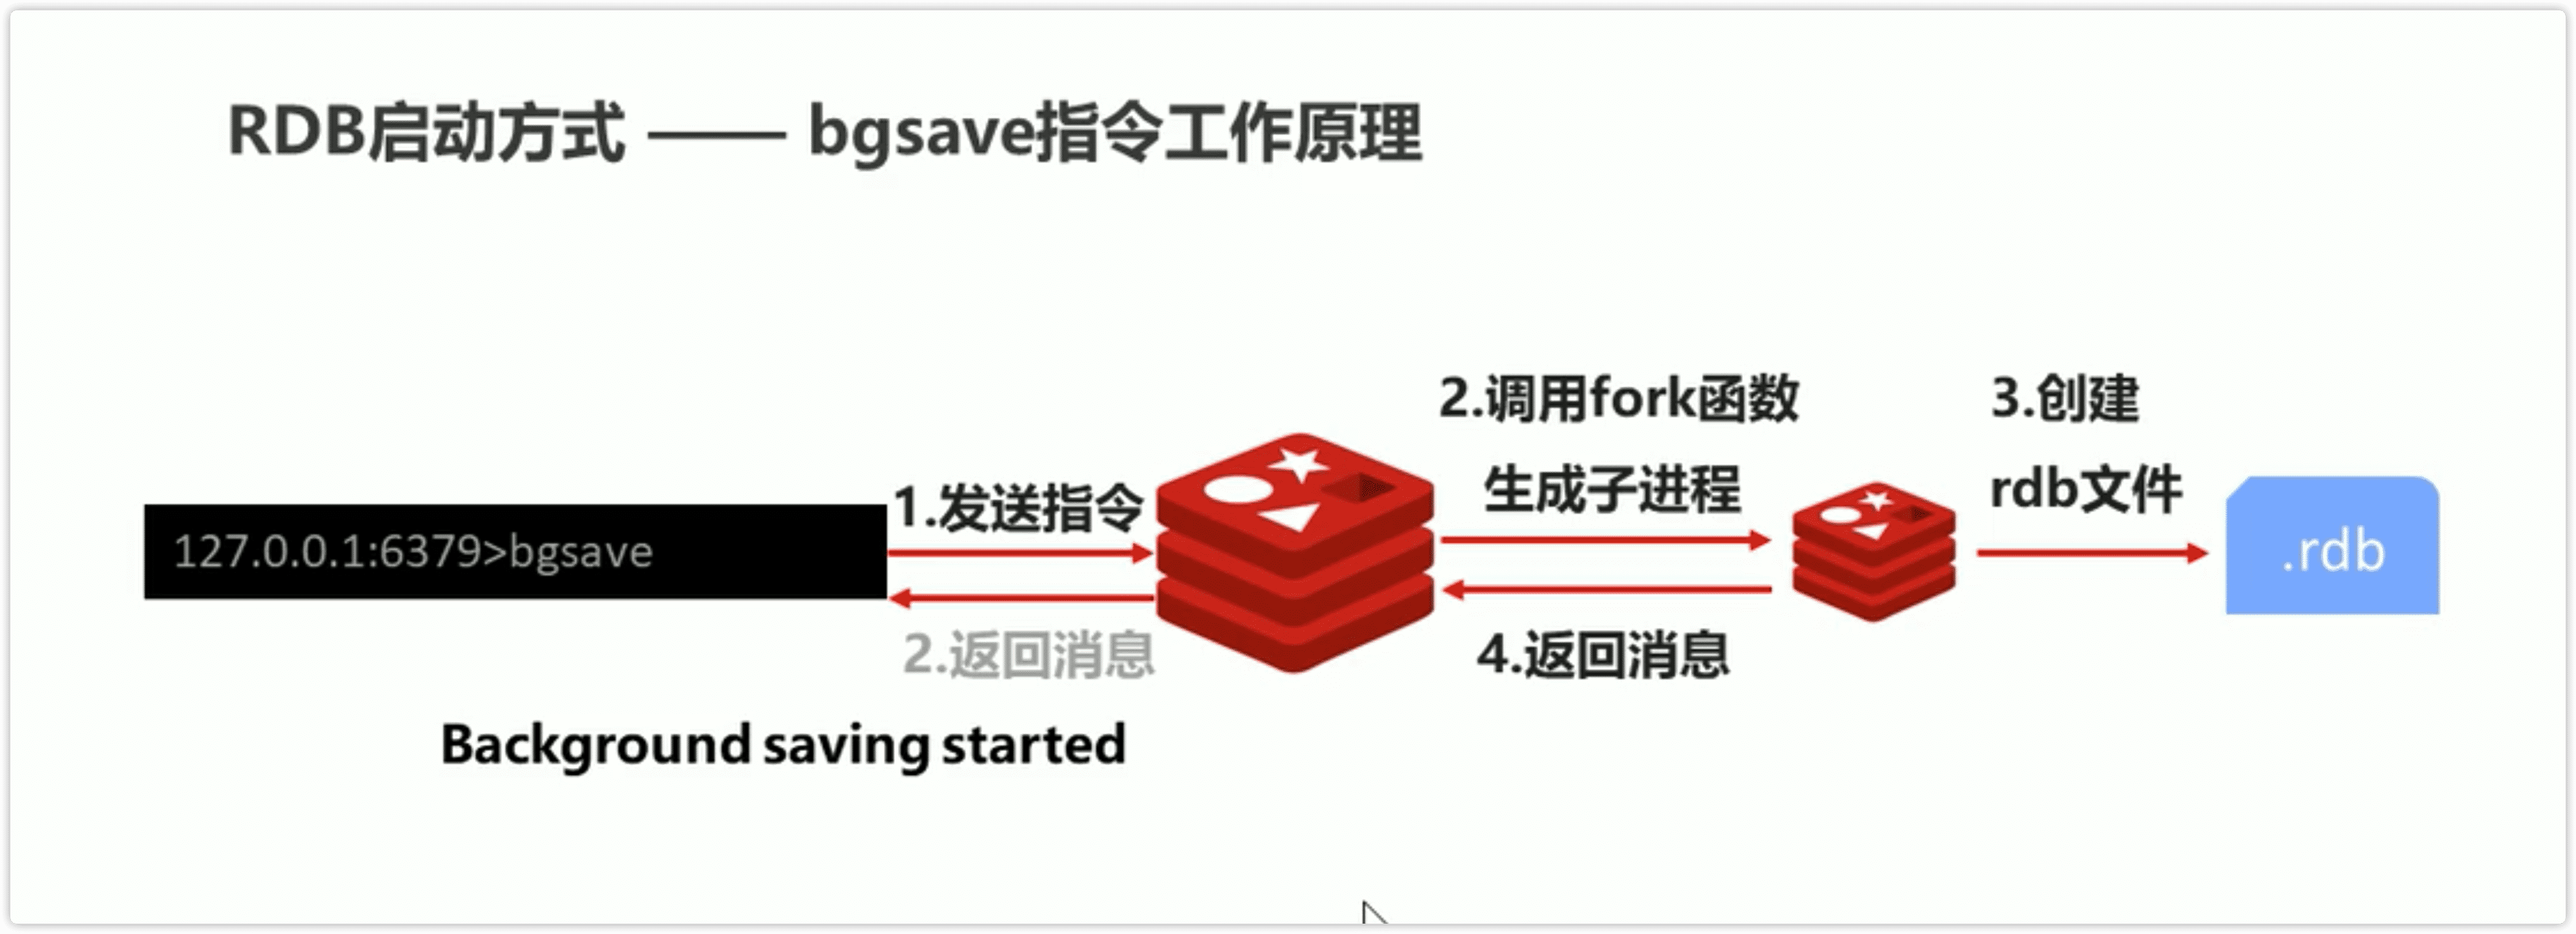 RDB启动方式 —— bgsave指令工作原理
2.调用fork函数
生成子进程
3.创建
rdb文件
1.发送指令
127.0.0.1:6379>bgsave
.rdb
2.返回消息
4.返回消息
Background saving started